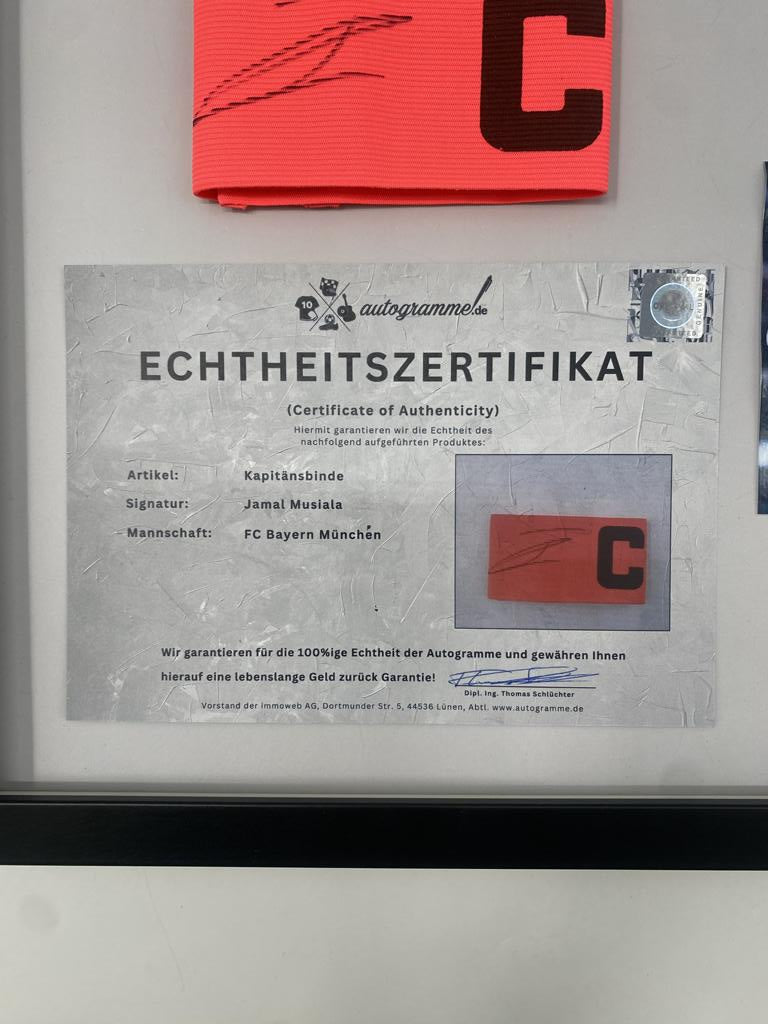 C
10
autogramme.de
GENUINE
ECHTHEITSZERTIFIKAT
(Certificate of Authenticity)
Hiermit garantieren wir die Echtheit des
nachfolgend aufgeführten Produktes:
Artikel: Kapitänsbinde
Signatur: Jamal Musiala
Mannschaft: FC Bayern München
C
Wir garantieren für die 100%ige Echtheit der Autogramme und gewähren Ihnen
hierauf eine lebenslange Geld zurück Garantie!
Dipl. Ing. Thomas Schlüchter
Vorstand der Immoweb AG, Dortmunder Str. 5, 44536 Lünen, Abtl. www.autogramme.de